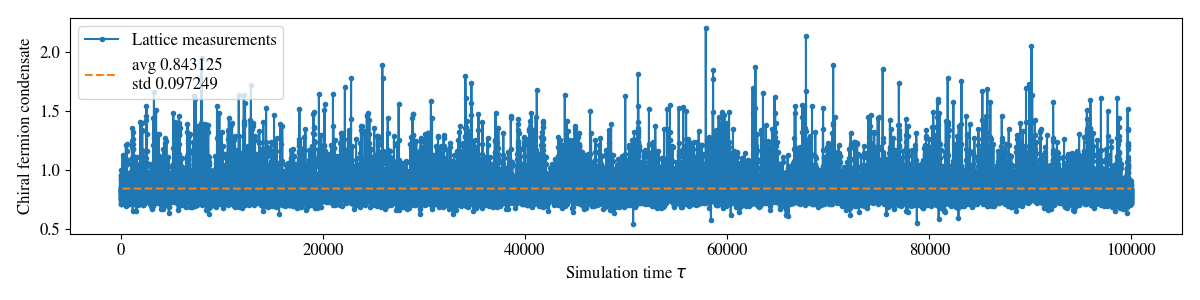 Chiral fermion condensate
2.0
1.5
1.0
0.5
Lattice measurements
avg 0.843125
std 0.097249
0
20000
40000
60000
80000
100000
Simulation time τ